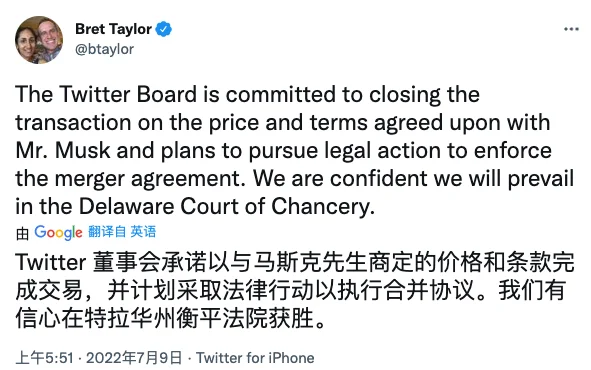 Bret Taylor
@btaylor
The Twitter Board is committed to closing the
transaction on the price and terms agreed upon with
Mr. Musk and plans to pursue legal action to enforce
the merger agreement. We are confident we will prevail
in the Delaware Court of Chancery.
由 Google 翻译自 英语
Twitter 董事会承诺以与马斯克先生商定的价格和条款完
成交易，并计划采取法律行动以执行合并协议。我们有
信心在特拉华州衡平法院获胜。
上午5:51 · 2022年7月9日 · Twitter for iPhone